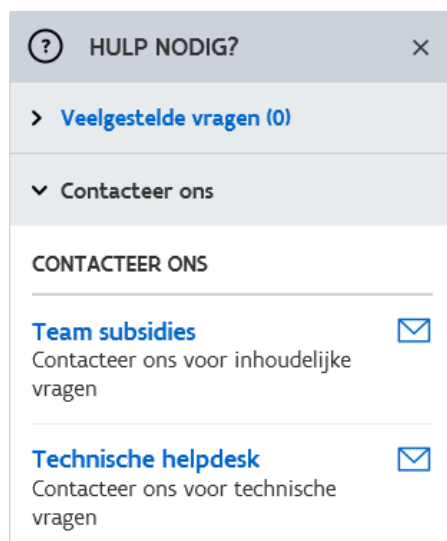 ? HULP NODIG? ×
Veelgestelde vragen (0)
Contacteer ons
CONTACTEER ONS
Team subsidies
Contacteer ons voor inhoudelijke
vragen
Technische helpdesk
Contacteer ons voor technische
vragen